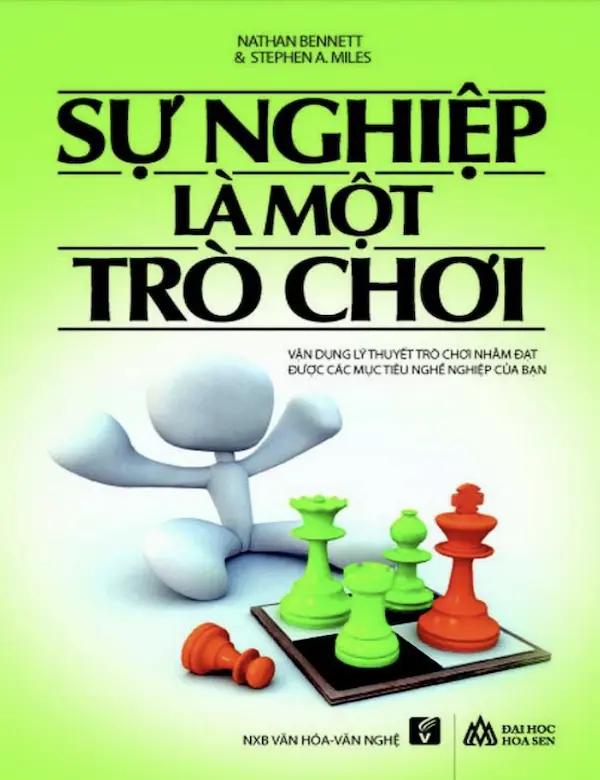 NATHAN BENNETT
& STEPHEN A. MILES
SỰ NGHIỆP
LÀ MỘT
TRÒ CHƠI
VẬN DỤNG LÝ THUYẾT TRÒ CHƠI NHẰM ĐẠT
ĐƯỢC CÁC MỤC TIÊU NGHỀ NGHIỆP CỦA BẠN
NXB VĂN HÓA-VĂN NGHỆ
V
ĐẠI HỌC
HOA SEN